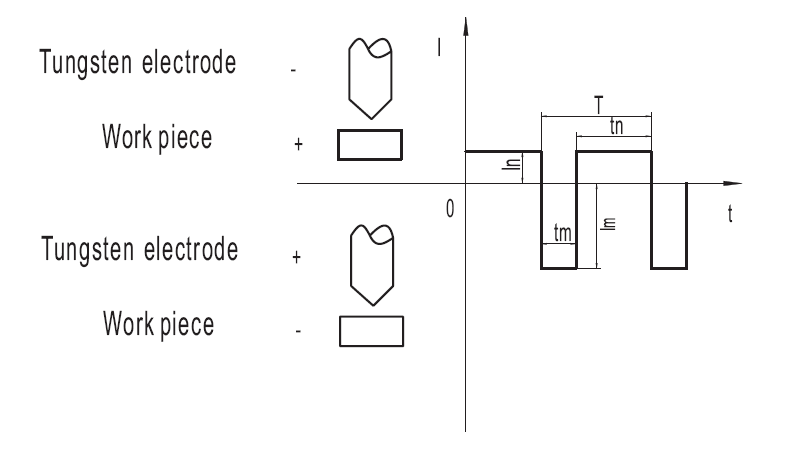 Tungsten electrode -
Work piece +
Tungsten electrode +
Work piece -
I
T
tn
In
0
t
tm
Im